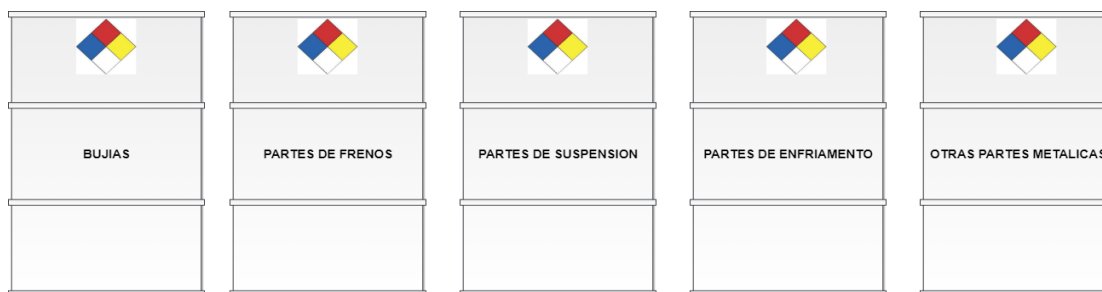 BUJIAS
PARTES DE FRENOS
PARTES DE SUSPENSION
PARTES DE ENFRIAMENTO
OTRAS PARTES METALICAS